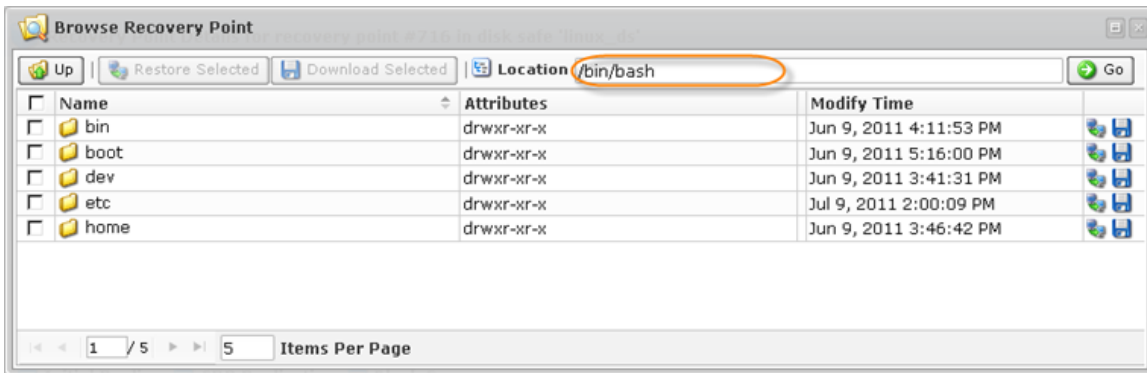 Browse Recovery Point
Up Restore Selected Download Selected Location /bin/bash Go
Name Attributes Modify Time
bin drwxr-xr-x Jun 9, 2011 4:11:53 PM
boot drwxr-xr-x Jun 9, 2011 5:16:00 PM
dev drwxr-xr-x Jun 9, 2011 3:41:31 PM
etc drwxr-xr-x Jul 9, 2011 2:00:09 PM
home drwxr-xr-x Jun 9, 2011 3:46:42 PM
1 / 5 5 Items Per Page